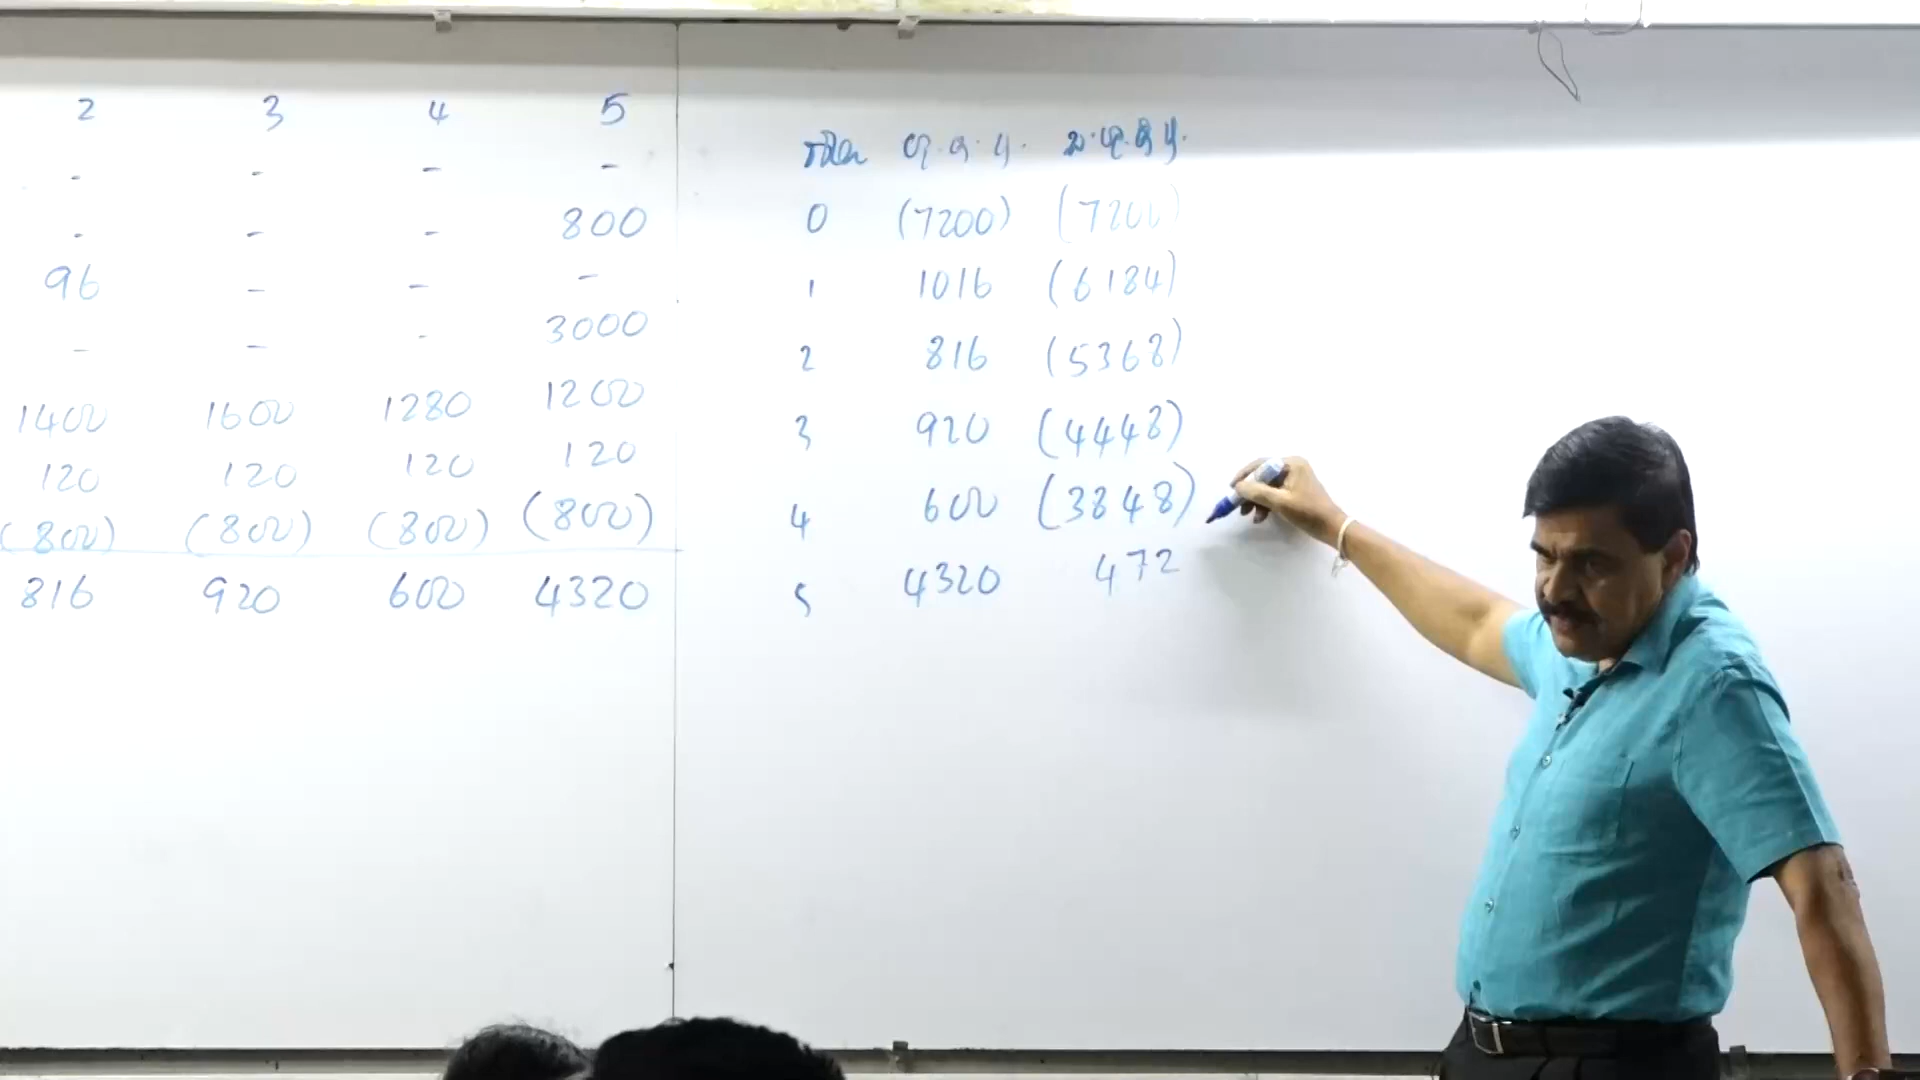 2 3 4 5
- - - -
- - - 800
96 - - -
- - - 3000
1400 1600 1280 1200
120 120 120 120
(800) (800) (800) (800)
816 920 600 4320
0 (7200) (7200)
1 1016 (6184)
2 816 (5368)
3 920 (4448)
4 600 (3848)
5 4320 472